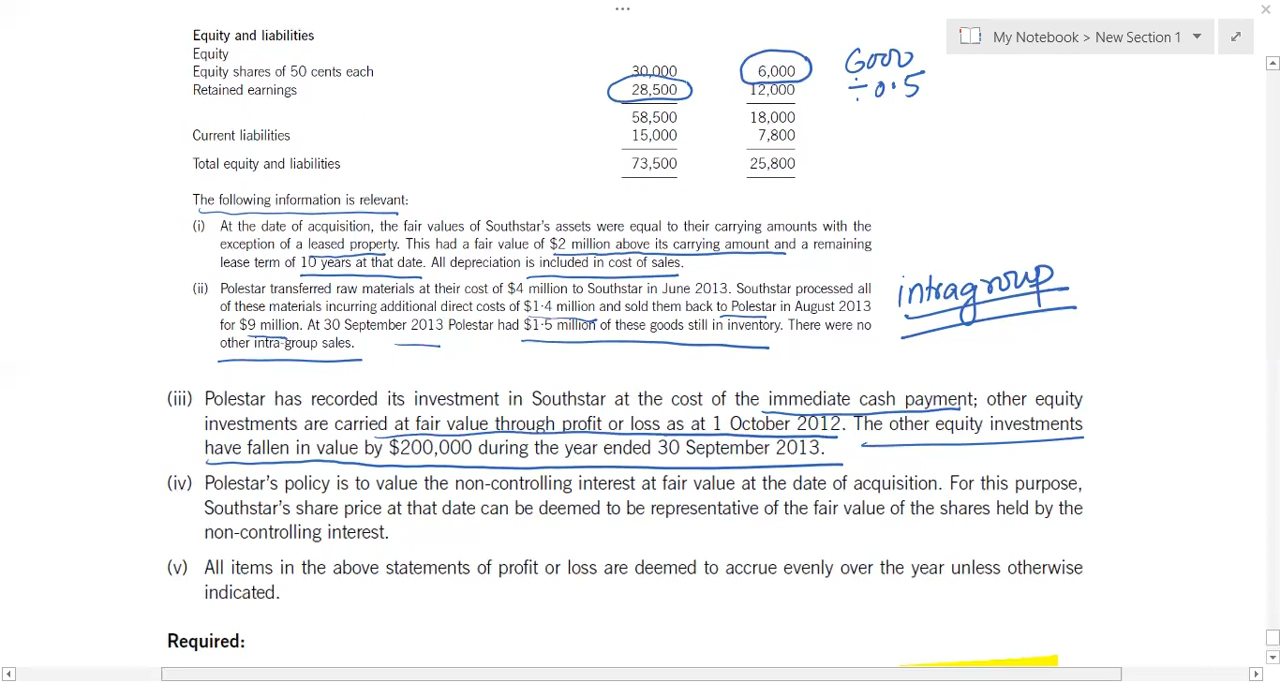 ...
My Notebook > New Section 1
Equity and liabilities
Equity
Equity shares of 50 cents each 30,000 6,000 6000
Retained earnings 28,500 12,000 ÷0.5
58,500 18,000
Current liabilities 15,000 7,800
Total equity and liabilities 73,500 25,800
The following information is relevant:
(i) At the date of acquisition, the fair values of Southstar's assets were equal to their carrying amounts with the
exception of a leased property. This had a fair value of $2 million above its carrying amount and a remaining
lease term of 10 years at that date. All depreciation is included in cost of sales.
(ii) Polestar transferred raw materials at their cost of $4 million to Southstar in June 2013. Southstar processed all
of these materials incurring additional direct costs of $1·4 million and sold them back to Polestar in August 2013
for $9 million. At 30 September 2013 Polestar had $1·5 million of these goods still in inventory. There were no
other intra-group sales.
intragroup
(iii) Polestar has recorded its investment in Southstar at the cost of the immediate cash payment; other equity
investments are carried at fair value through profit or loss as at 1 October 2012. The other equity investments
have fallen in value by $200,000 during the year ended 30 September 2013.
(iv) Polestar's policy is to value the non-controlling interest at fair value at the date of acquisition. For this purpose,
Southstar's share price at that date can be deemed to be representative of the fair value of the shares held by the
non-controlling interest.
(v) All items in the above statements of profit or loss are deemed to accrue evenly over the year unless otherwise
indicated.
Required: